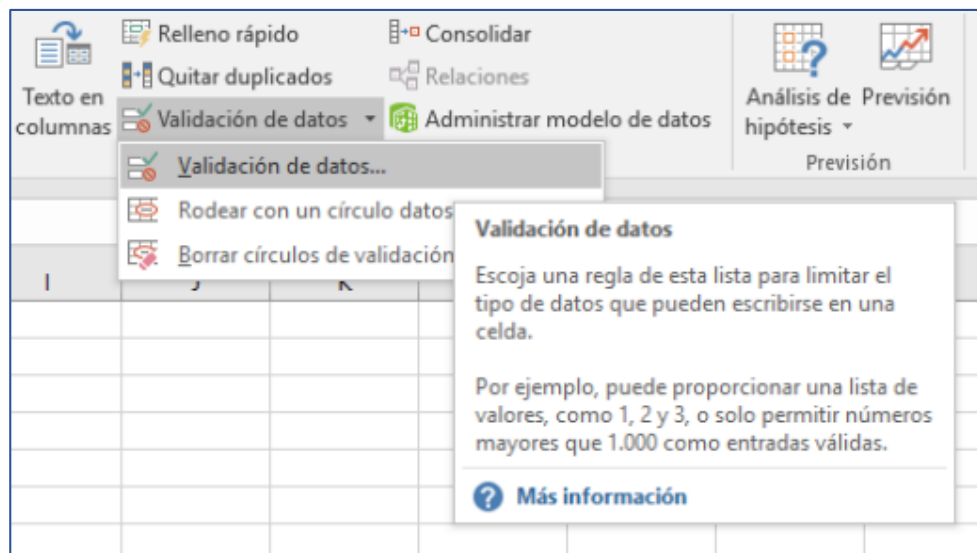 Relleno rápido
Consolidar
Quitar duplicados
Relaciones
Texto en
columnas
Validación de datos
Administrar modelo de datos
Análisis de
hipótesis
Previsión
Previsión
Validación de datos...
Rodear con un círculo datos
Borrar círculos de validación
I
J
K
Validación de datos
Escoja una regla de esta lista para limitar el
tipo de datos que pueden escribirse en una
celda.
Por ejemplo, puede proporcionar una lista de
valores, como 1, 2 y 3, o solo permitir números
mayores que 1.000 como entradas válidas.
Más información